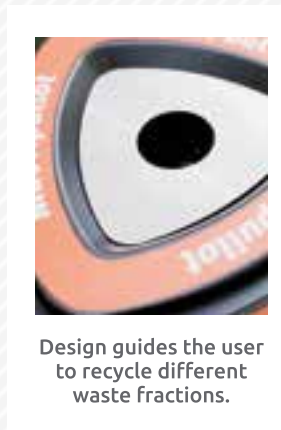 Design guides the user
to recycle different
waste fractions.